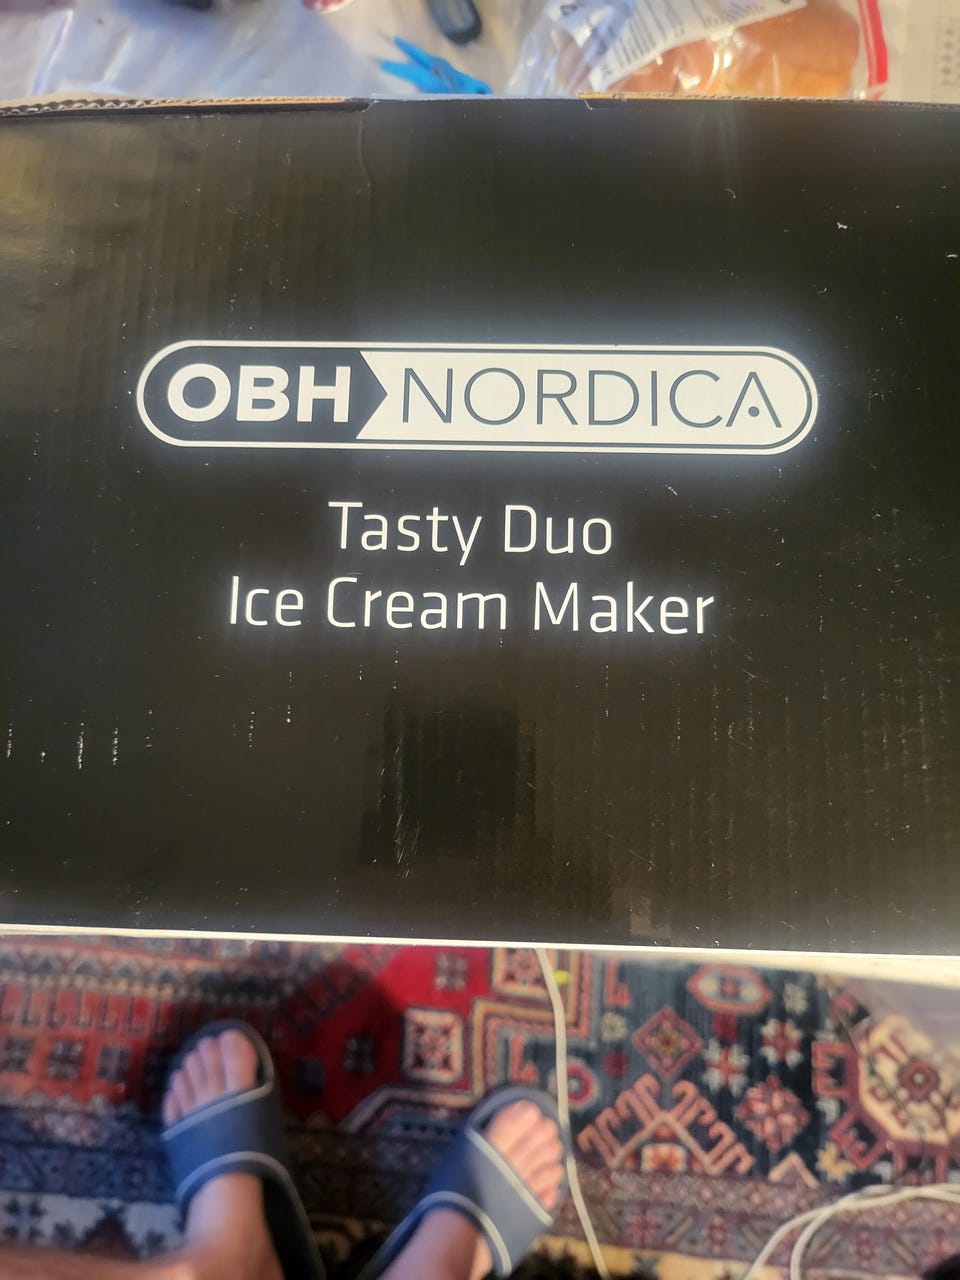 OBH NORDICA
Tasty Duo
Ice Cream Maker